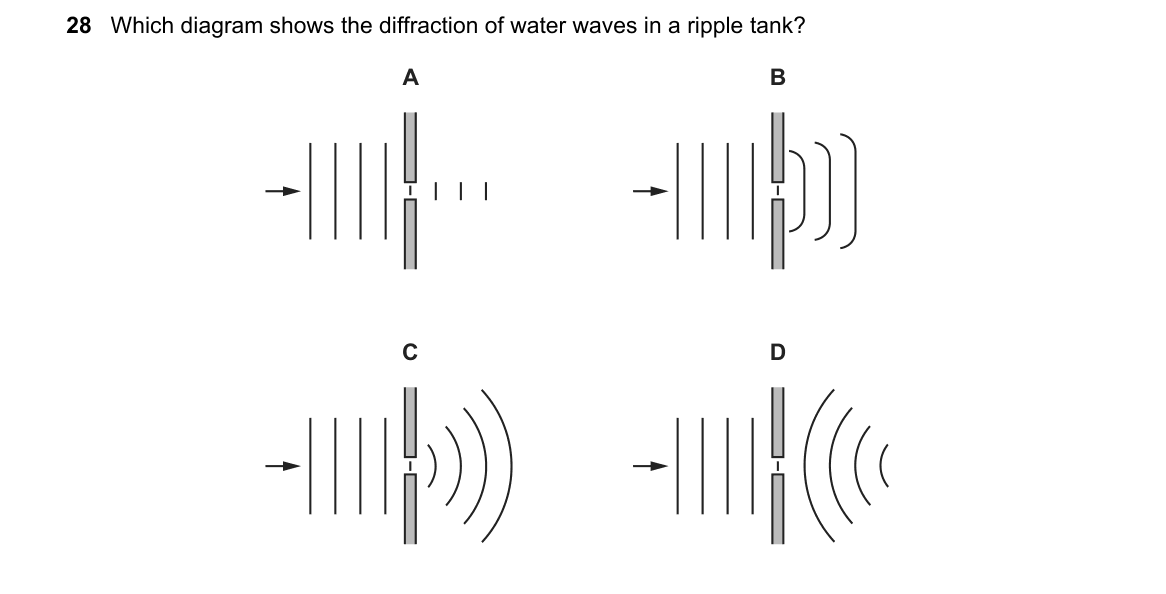 28 Which diagram shows the diffraction of water waves in a ripple tank?
A B
C D